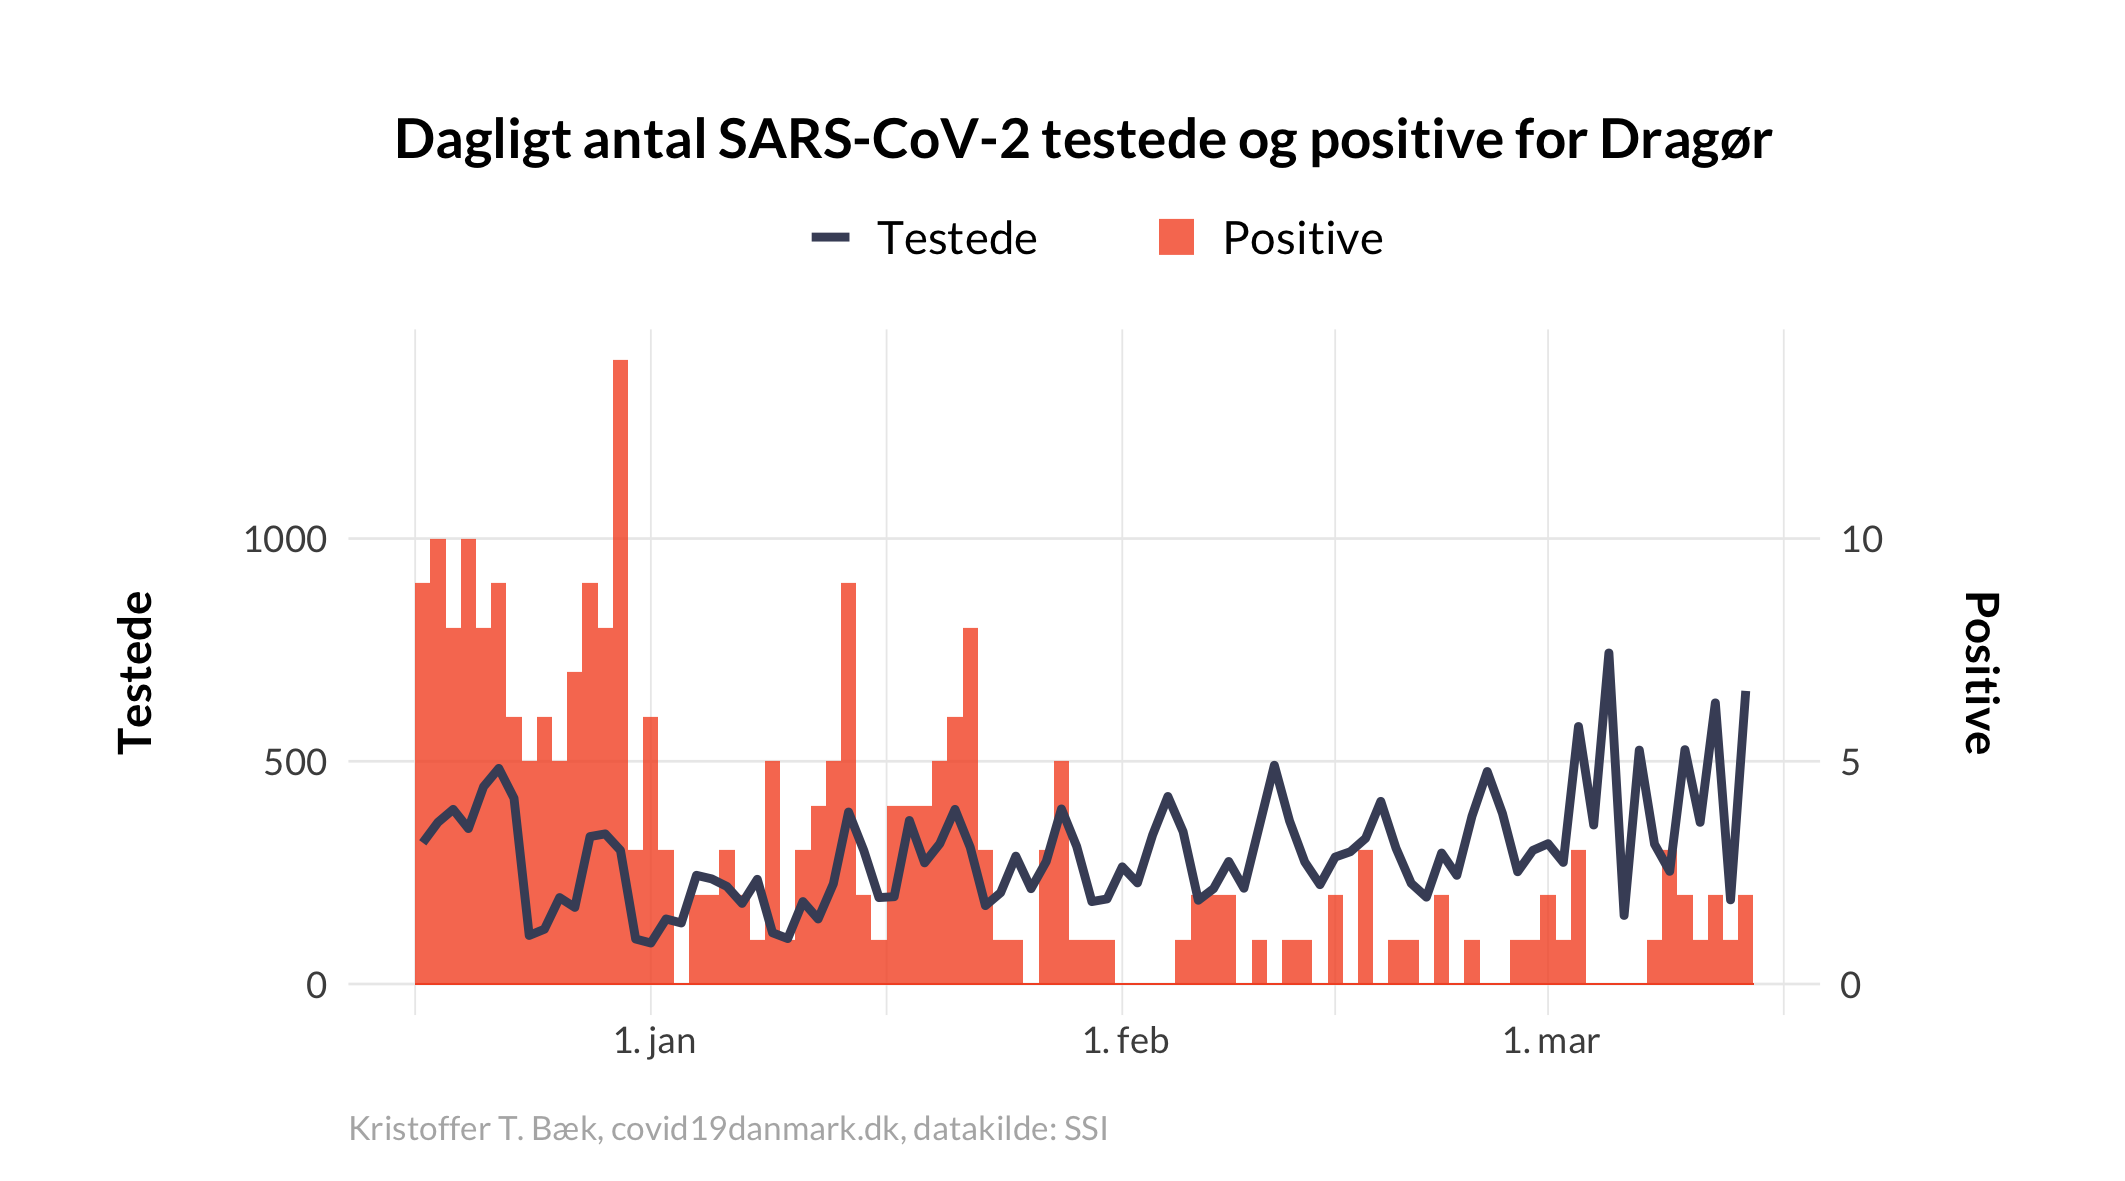 Dagligt antal SARS-CoV-2 testede og positive for Dragør
Testede
Positive
1000
500
0
Testede
10
5
0
Positive
1. jan
1. feb
1. mar
Kristoffer T. Bæk, covid19danmark.dk, datakilde: SSI